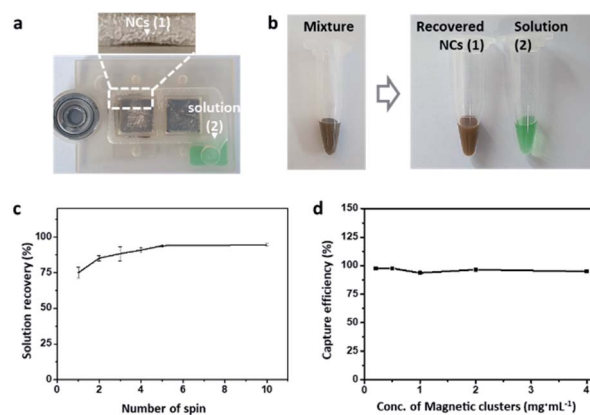 a
NCs (1)
solution
(2)
b
Mixture
Recovered
NCs (1)
Solution
(2)
c
Solution recovery (%)
100
75
50
25
0
0
2
4
6
8
10
Number of spin
d
Capture efficiency (%)
150
125
100
75
50
25
0
0
1
2
3
4
Conc. of Magnetic clusters (mg·mL⁻¹)